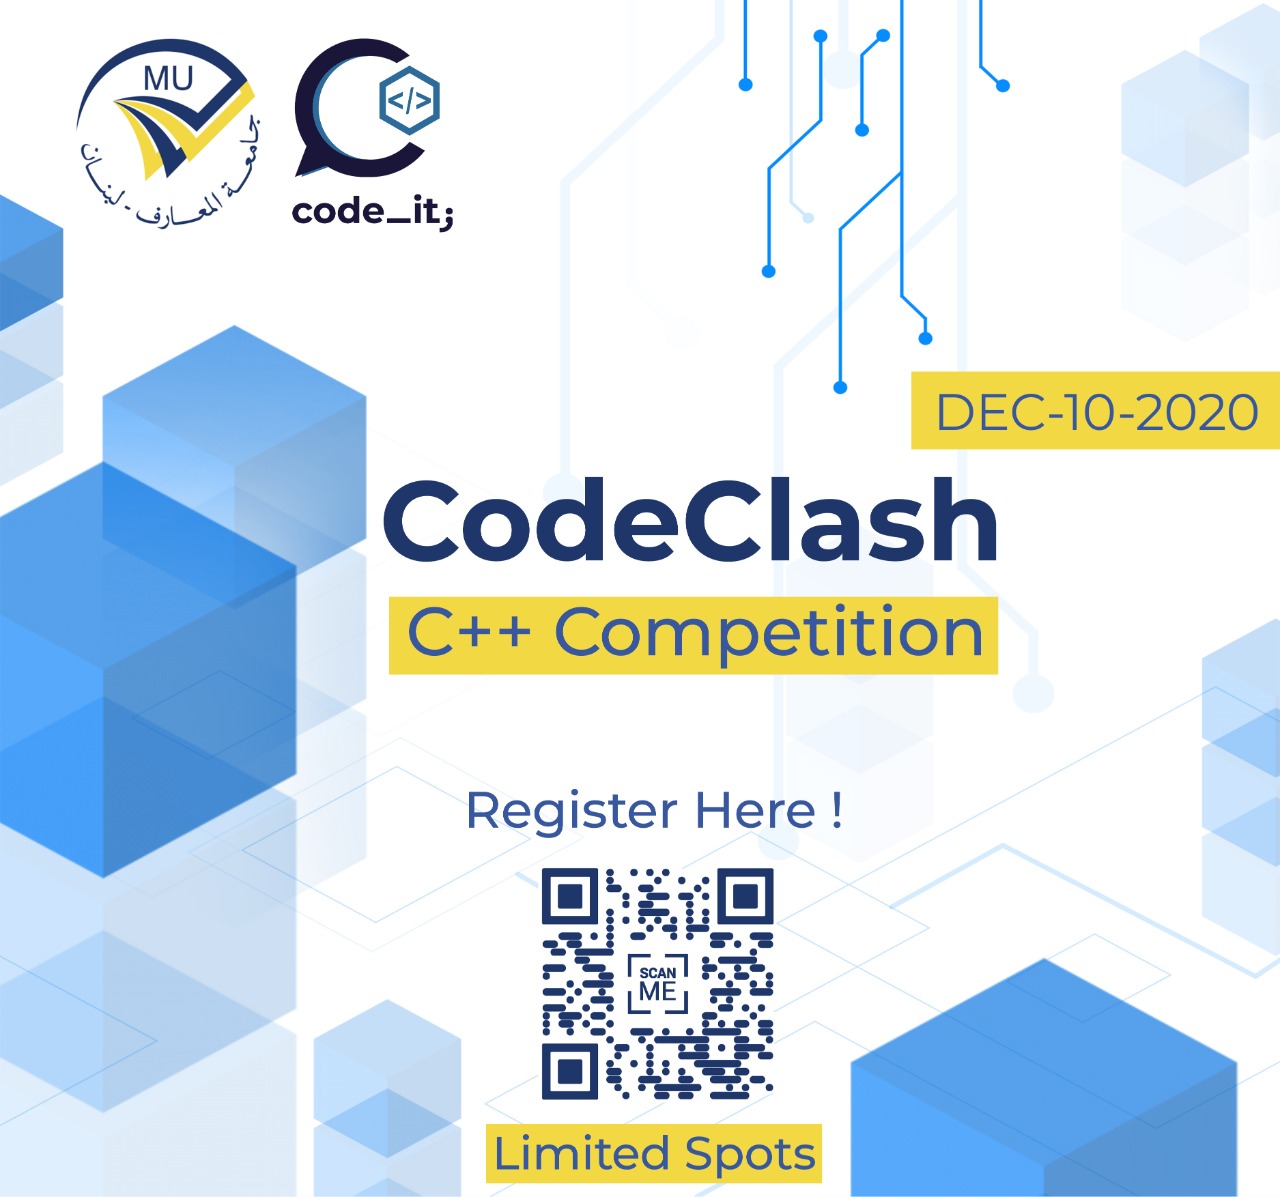 MU
جامعة المعارف - لبنان
</>
code_it;
DEC-10-2020
CodeClash
C++ Competition
Register Here !
SCAN
ME
Limited Spots